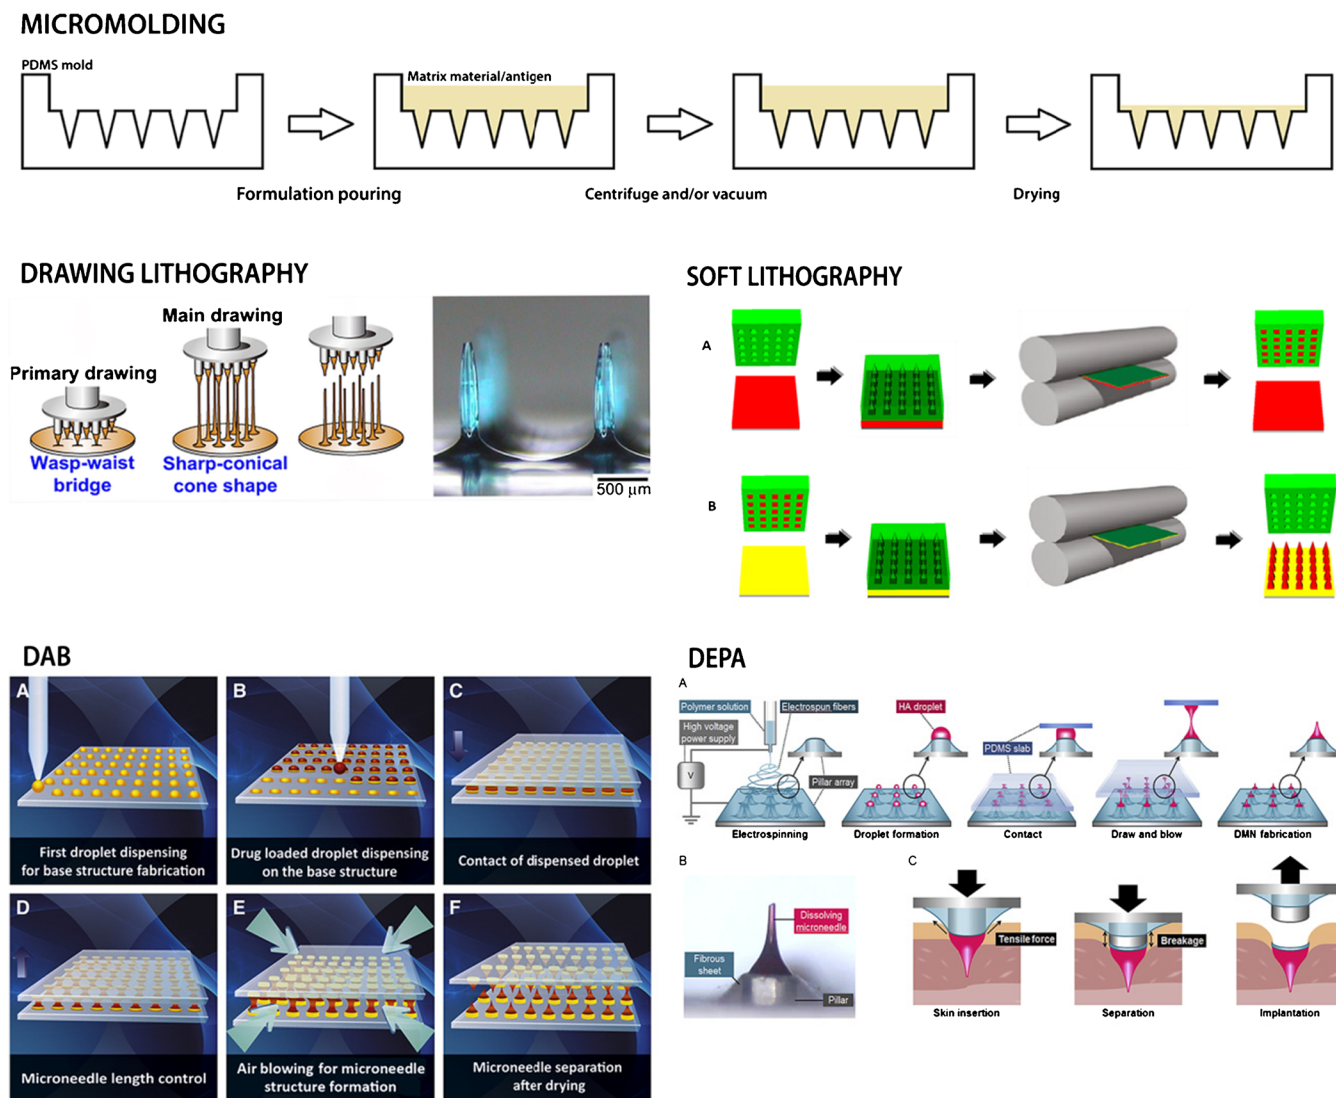 MICROMOLDING
PDMS mold
Matrix material/antigen
Formulation pouring
Centrifuge and/or vacuum
Drying
DRAWING LITHOGRAPHY
Main drawing
Primary drawing
Wasp-waist
bridge
Sharp-conical
cone shape
500 µm
SOFT LITHOGRAPHY
A
B
DAB
A
First droplet dispensing
for base structure fabrication
B
Drug loaded droplet dispensing
on the base structure
C
Contact of dispensed droplet
D
Microneedle length control
E
Air blowing for microneedle
structure formation
F
Microneedle separation
after drying
DEPA
A
Polymer solution
Electrospun fibers
High voltage
power supply
V
Pillar array
HA droplet
PDMS slab
Electrospinning
Droplet formation
Contact
Draw and blow
DMN fabrication
B
Dissolving
microneedle
Fibrous
sheet
Pillar
C
Tensile force
Breakage
Skin insertion
Separation
Implantation